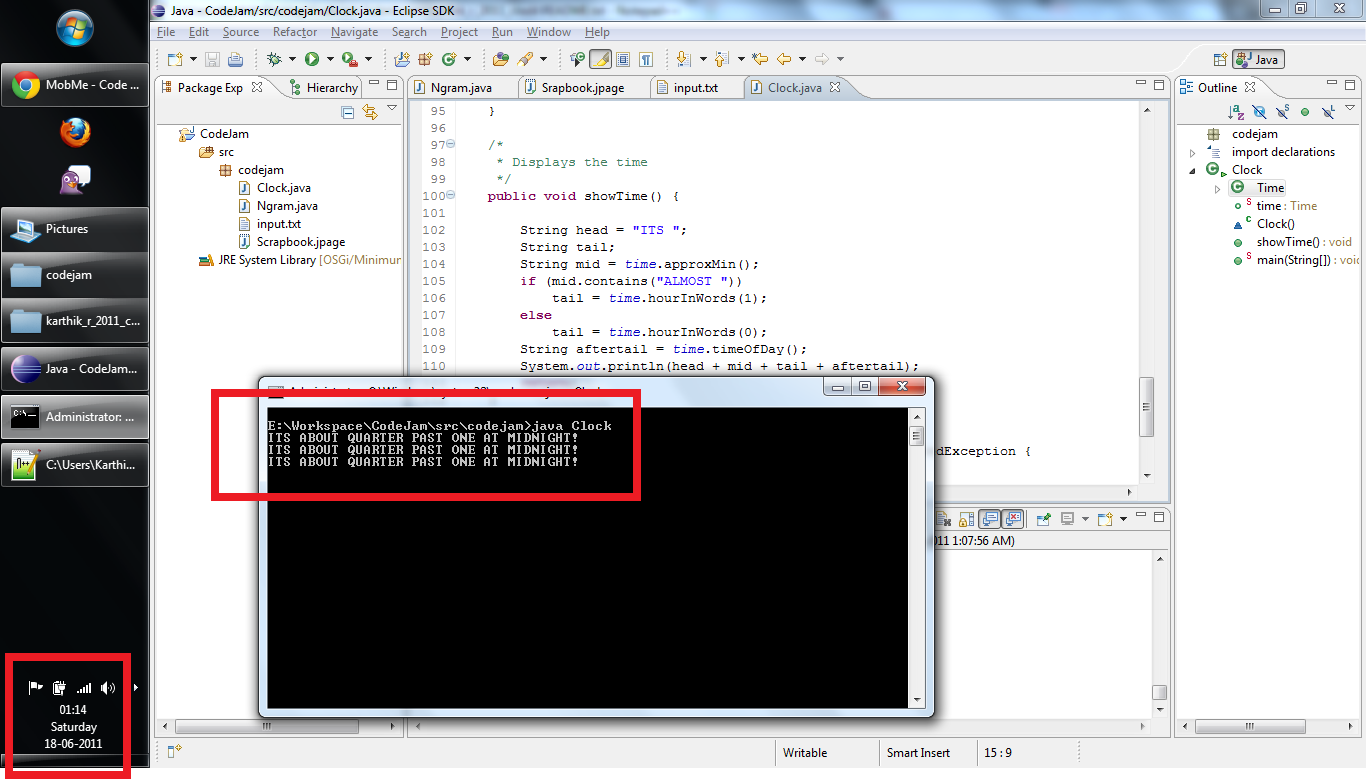 Java - CodeJam/src/codejam/Clock.java - Eclipse SDK
File Edit Source Refactor Navigate Search Project Run Window Help
Java
MobMe - Code ...
Pictures
codejam
karthik_r_2011_c...
Java - CodeJam...
Administrator: ...
C:\Users\Karthi...
01:14
Saturday
18-06-2011
Package Exp Hierarchy
CodeJam
src
codejam
Clock.java
Ngram.java
input.txt
Scrapbook.jpage
JRE System Library [OSGi/Minimur
Ngram.java Srapbook.jpage input.txt Clock.java
95 }
96
97 /*
98 * Displays the time
99 */
100 public void showTime() {
101
102 String head = "ITS ";
103 String tail;
104 String mid = time.approxMin();
105 if (mid.contains("ALMOST "))
106 tail = time.hourInWords(1);
107 else
108 tail = time.hourInWords(0);
109 String aftertail = time.timeOfDay();
110 System.out.println(head + mid + tail + aftertail);
dException {
E:\Workspace\CodeJam\src\codejam>java Clock
ITS ABOUT QUARTER PAST ONE AT MIDNIGHT!
ITS ABOUT QUARTER PAST ONE AT MIDNIGHT!
ITS ABOUT QUARTER PAST ONE AT MIDNIGHT!
011 1:07:56 AM)
Outline
codejam
import declarations
Clock
Time
time : Time
Clock()
showTime() : void
main(String[]) : void
Writable Smart Insert 15 : 9